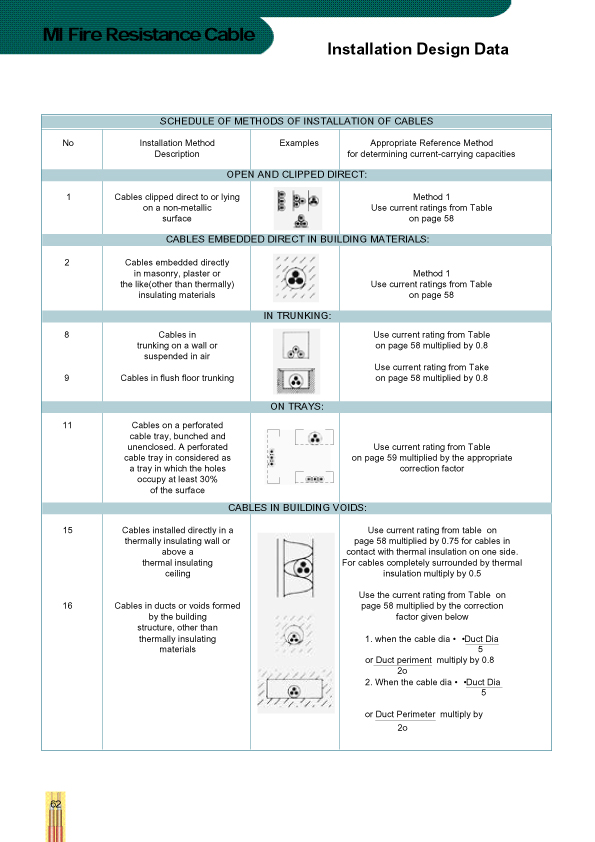 MI Fire Resistance Cable
Installation Design Data
SCHEDULE OF METHODS OF INSTALLATION OF CABLES
No
Installation Method
Description
Examples
Appropriate Reference Method
for determining current-carrying capacities
OPEN AND CLIPPED DIRECT:
1
Cables clipped direct to or lying
on a non-metallic
surface
Method 1
Use current ratings from Table
on page 58
CABLES EMBEDDED DIRECT IN BUILDING MATERIALS:
2
Cables embedded directly
in masonry, plaster or
the like(other than thermally)
insulating materials
Method 1
Use current ratings from Table
on page 58
IN TRUNKING:
8
Cables in
trunking on a wall or
suspended in air
Use current rating from Table
on page 58 multiplied by 0.8
9
Cables in flush floor trunking
Use current rating from Take
on page 58 multiplied by 0.8
ON TRAYS:
11
Cables on a perforated
cable tray, bunched and
unenclosed. A perforated
cable tray in considered as
a tray in which the holes
occupy at least 30%
of the surface
Use current rating from Table
on page 59 multiplied by the appropriate
correction factor
CABLES IN BUILDING VOIDS:
15
Cables installed directly in a
thermally insulating wall or
above a
thermal insulating
ceiling
Use current rating from table on
page 58 multiplied by 0.75 for cables in
contact with thermal insulation on one side.
For cables completely surrounded by thermal
insulation multiply by 0.5
16
Cables in ducts or voids formed
by the building
structure, other than
thermally insulating
materials
Use the current rating from Table on
page 58 multiplied by the correction
factor given below
1. when the cable dia • •Duct Dia
5
or Duct periment multiply by 0.8
2o
2. When the cable dia • •Duct Dia
5
or Duct Perimeter multiply by
2o
62